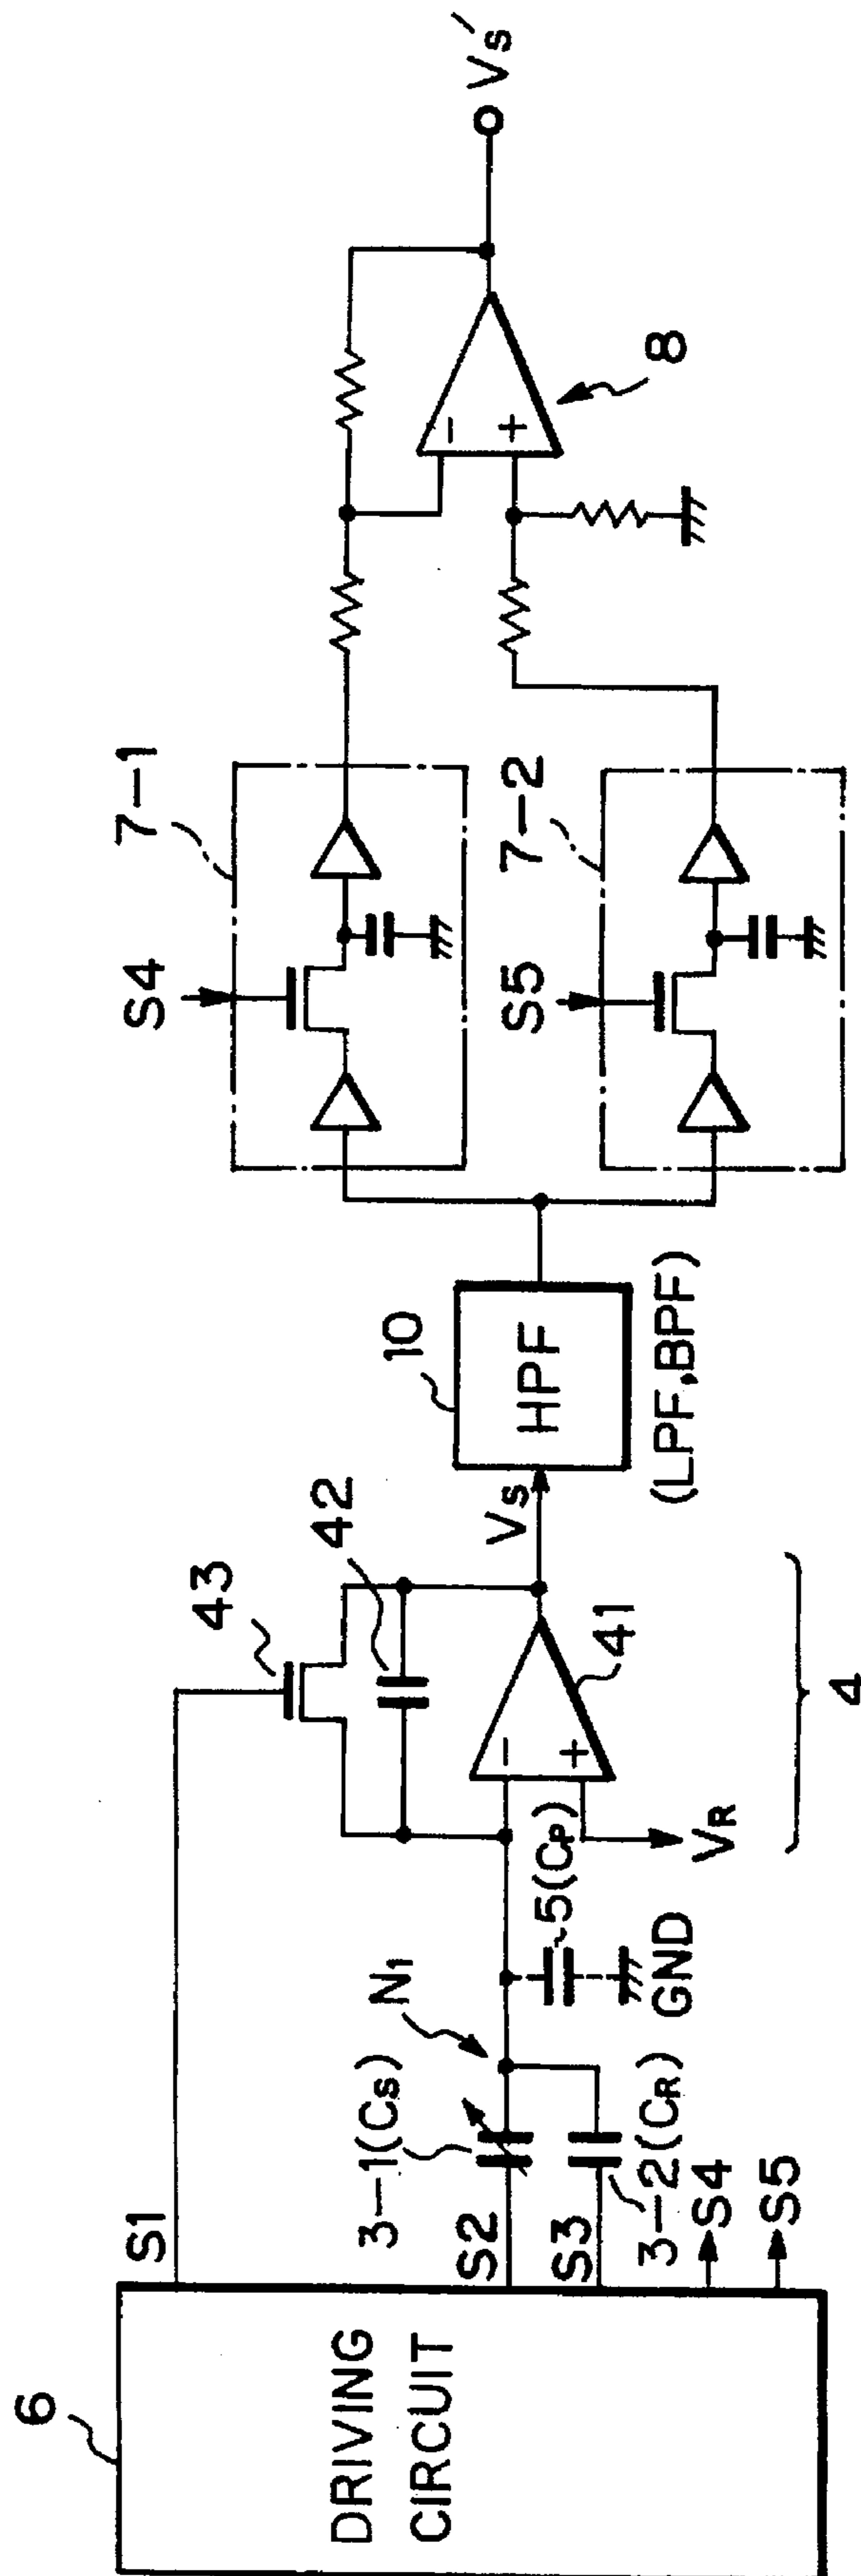 6
DRIVING
CIRCUIT
S1
S2
S3
S4
S5
3-1(Cs)
3-2(CR)
N1
5(CP)
GND
VR
43
42
41
4
Vs
10
HPF
(LPF,BPF)
S4
7-1
S5
7-2
-
+
-
+
8
Vs'